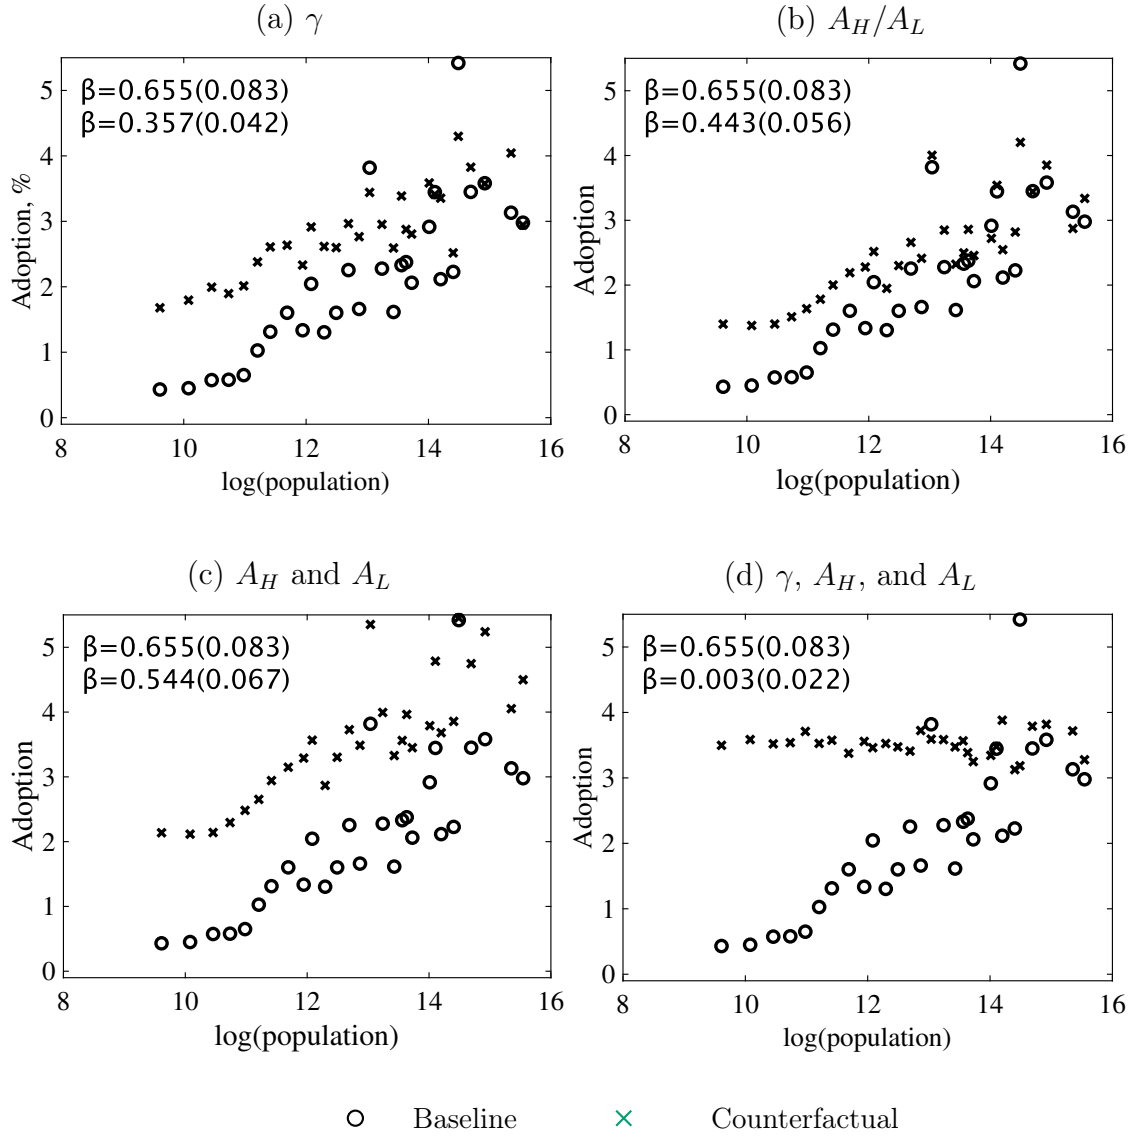 (a) γ
β=0.655(0.083)
β=0.357(0.042)
Adoption, %
5
4
3
2
1
0
8 10 12 14 16
log(population)
(b) A_H/A_L
β=0.655(0.083)
β=0.443(0.056)
Adoption
5
4
3
2
1
0
8 10 12 14 16
log(population)
(c) A_H and A_L
β=0.655(0.083)
β=0.544(0.067)
Adoption
5
4
3
2
1
0
8 10 12 14 16
log(population)
(d) γ, A_H, and A_L
β=0.655(0.083)
β=0.003(0.022)
Adoption
5
4
3
2
1
0
8 10 12 14 16
log(population)
Baseline Counterfactual